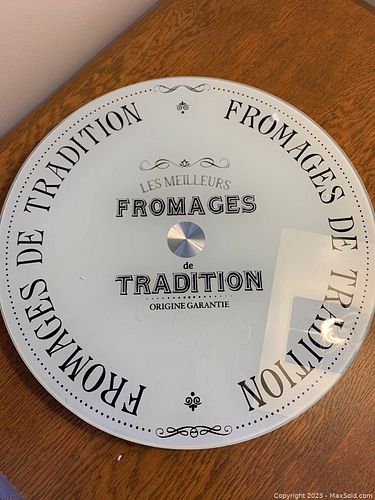 FROMAGES DE TRADITION
FROMAGES DE TRADITION
LES MEILLEURS
FROMAGES
de
TRADITION
ORIGINE GARANTIE
Copyright 2023 - MaxSold.com